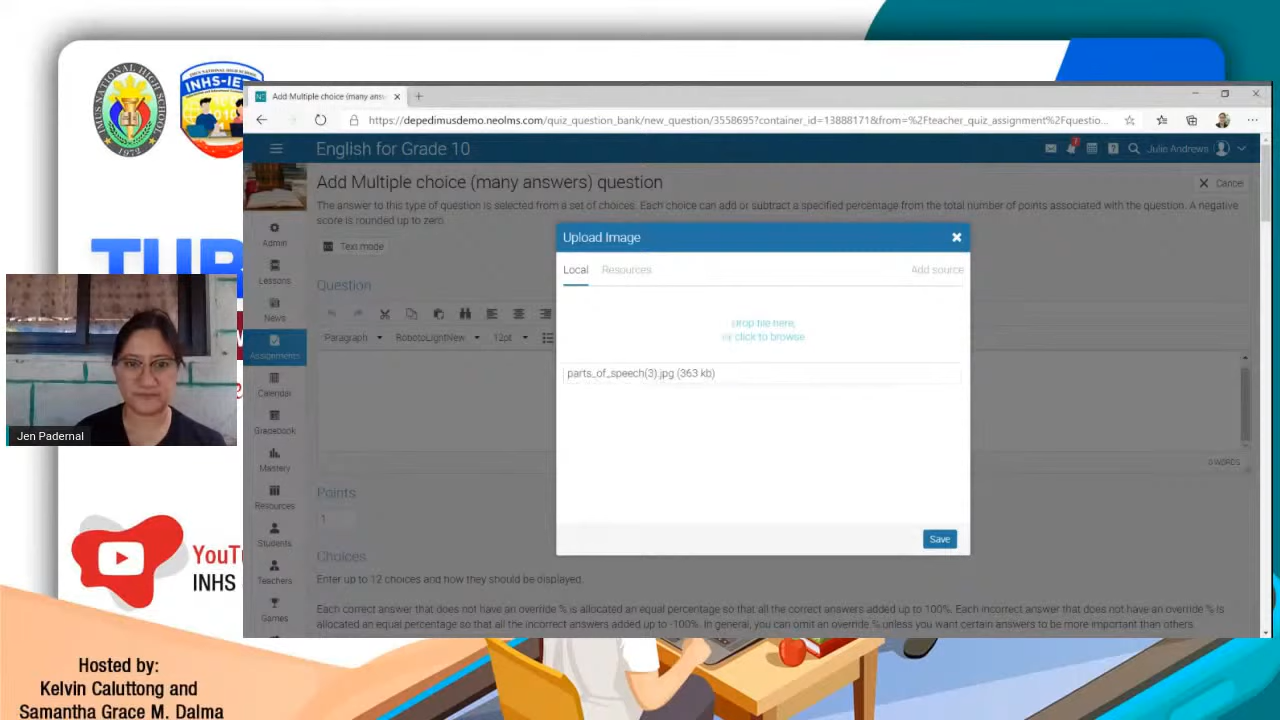 IMUS NATIONAL HIGH SCHOOL
1972
INHS-IE
TUR
Jen Padernal
YouT
INHS
Hosted by:
Kelvin Caluttong and
Samantha Grace M. Dalma
Add Multiple choice (many ans
https://depedimusdemo.neolms.com/quiz_question_bank/new_question/3558695?container_id=13888171&from=%2Fteacher_quiz_assignment%2Fquestio...
English for Grade 10
Julie Andrews
Add Multiple choice (many answers) question
Cancel
The answer to this type of question is selected from a set of choices. Each choice can add or subtract a specified percentage from the total number of points associated with the question. A negative
score is rounded up to zero.
Text mode
Question
Paragraph
RobotoLightNew
12pt
0 WORDS
Points
1
Choices
Enter up to 12 choices and how they should be displayed.
Each correct answer that does not have an override % is allocated an equal percentage so that all the correct answers added up to 100%. Each incorrect answer that does not have an override % is
allocated an equal percentage so that all the incorrect answers added up to -100%. In general, you can omit an override % unless you want certain answers to be more important than others.
Admin
Lessons
News
Assignments
Calendar
Gradebook
Mastery
Resources
Students
Teachers
Games
Upload Image
Local
Resources
Add source
Drop file here,
or click to browse
parts_of_speech(3).jpg (363 kb)
Save